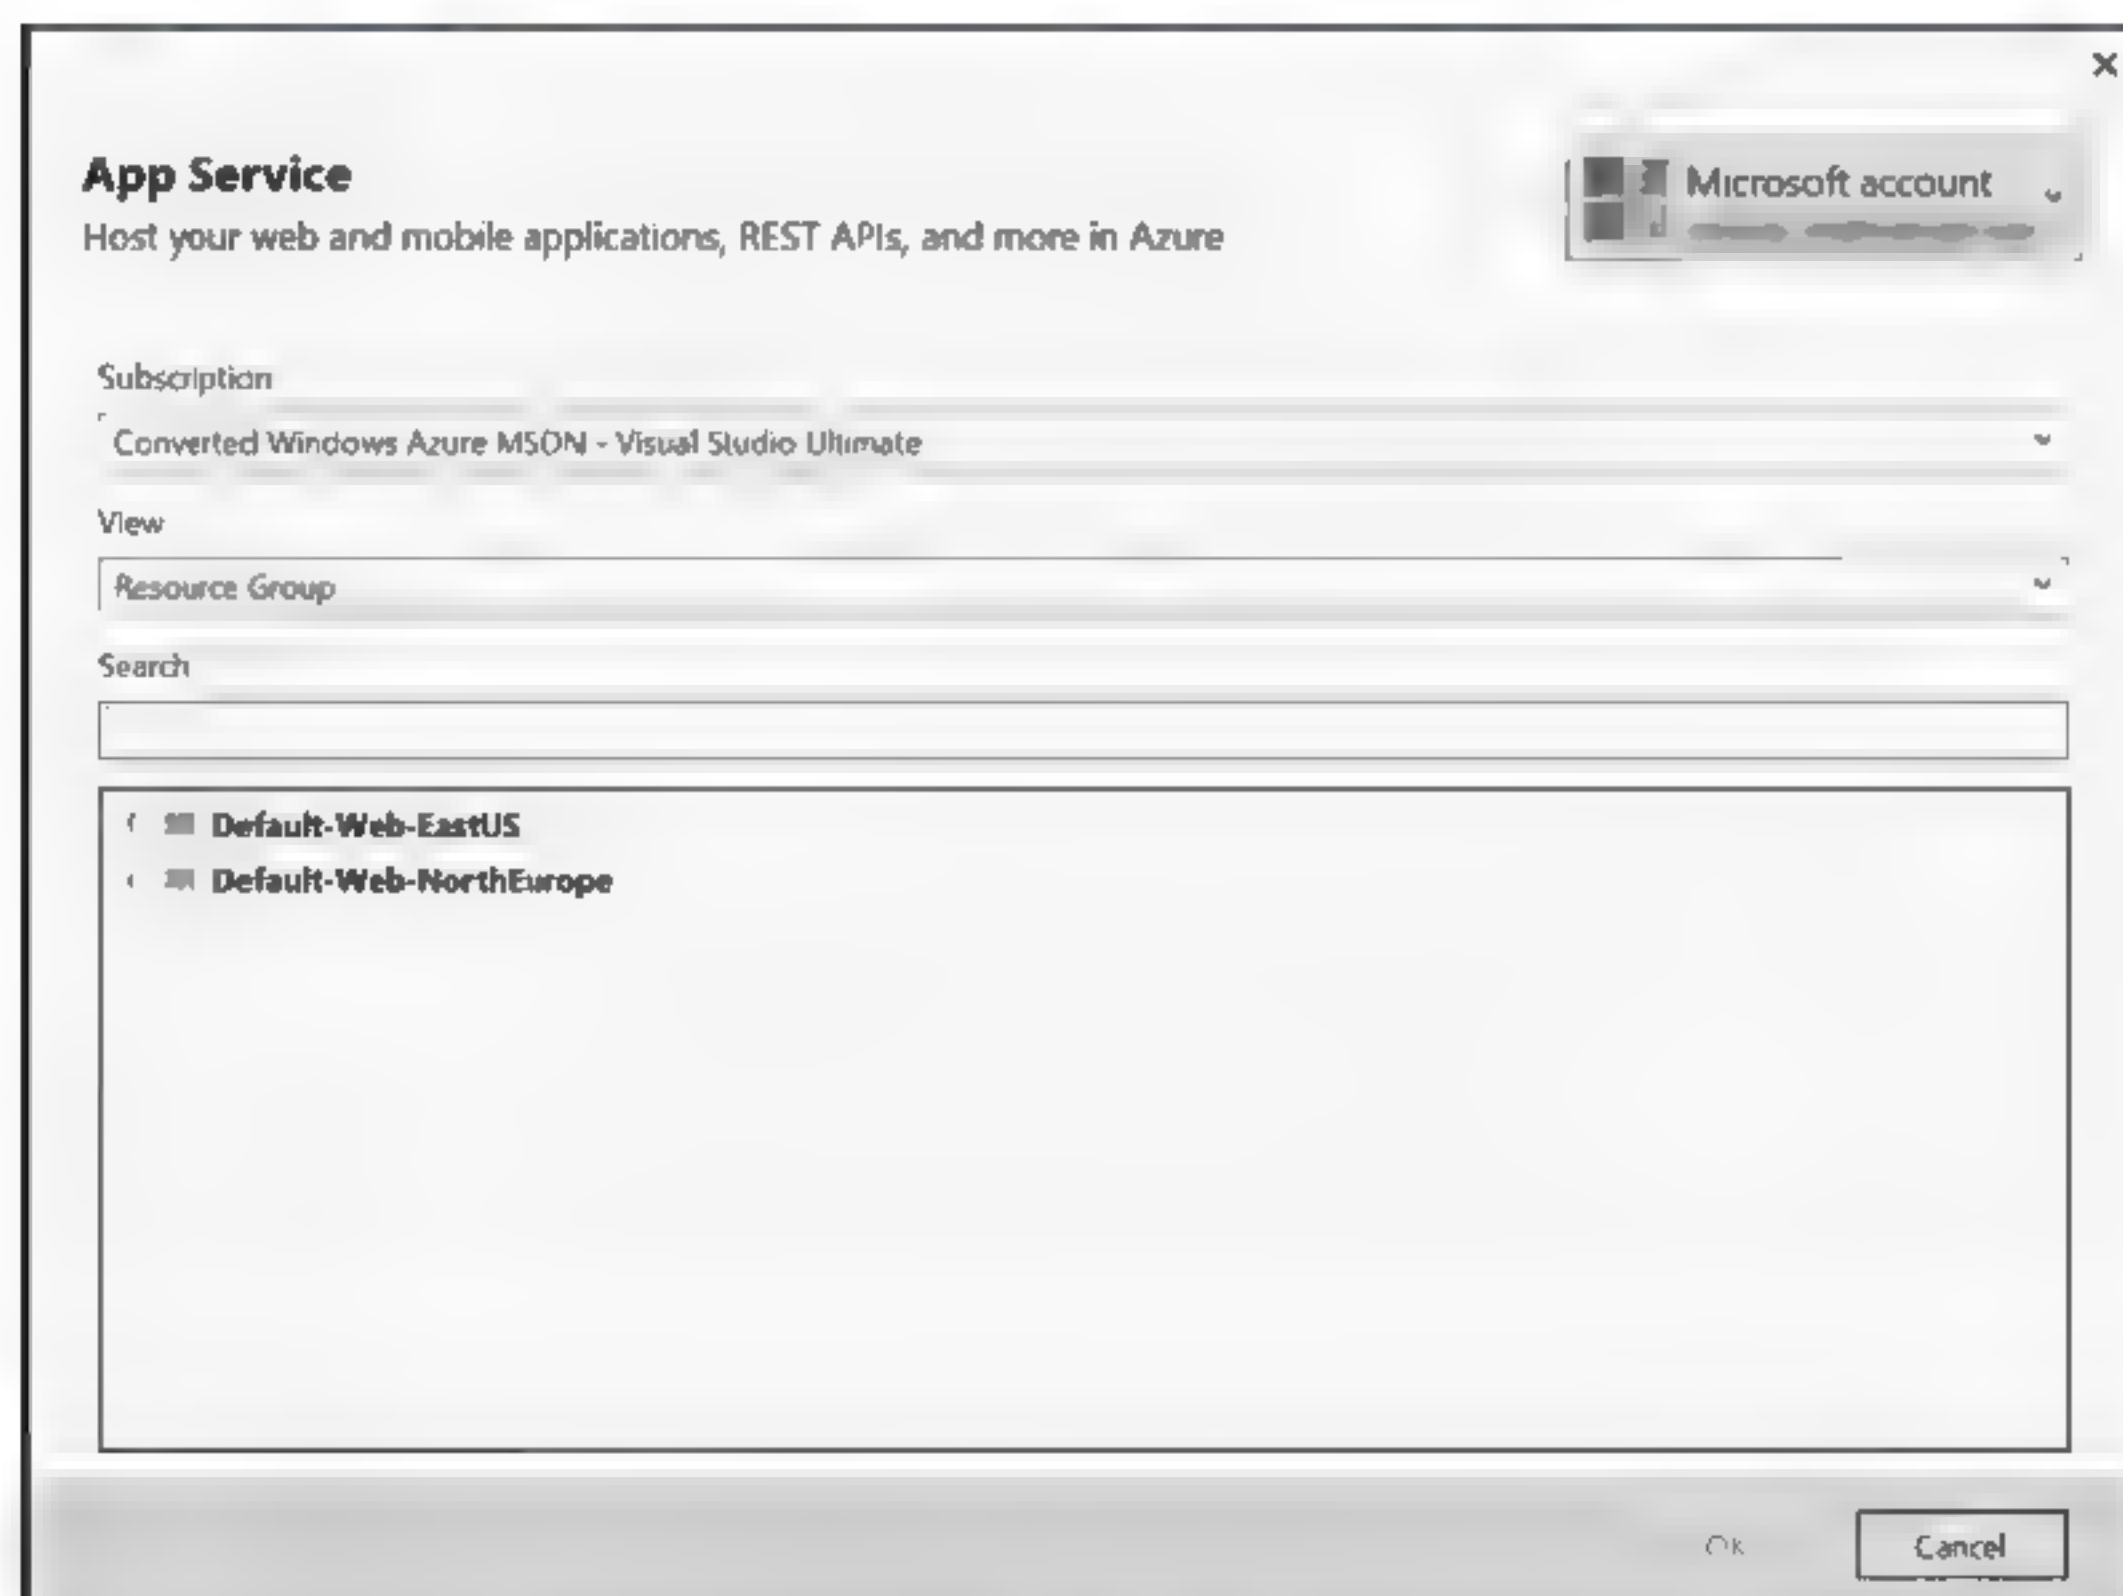 App Service
Microsoft account
Host your web and mobile applications, REST APIs, and more in Azure
Subscription
Converted Windows Azure MSDN - Visual Studio Ultimate
View
Resource Group
Search
Default-Web-EastUS
Default-Web-NorthEurope
OK
Cancel